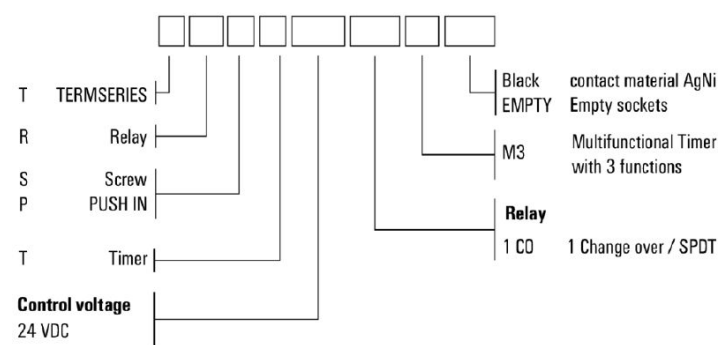 T TERMSERIES
R Relay
S Screw
P PUSH IN
T Timer
Control voltage
24 VDC
Black contact material AgNi
EMPTY Empty sockets
M3 Multifunctional Timer
with 3 functions
Relay
1 CO 1 Change over / SPDT